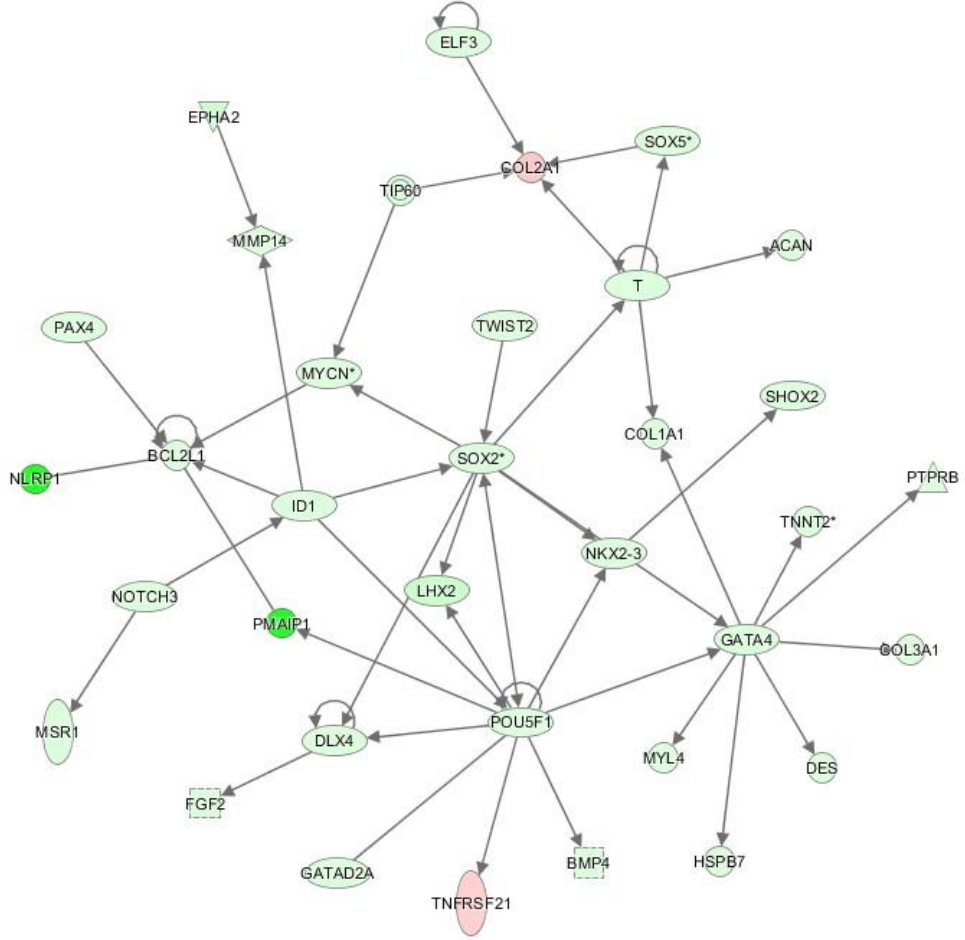 ELF3
EPHA2
SOX5*
COL2A1
TIP60
MMP14
ACAN
T
PAX4
TWIST2
MYCN*
SHOX2
COL1A1
BCL2L1
SOX2*
NLRP1
PTPRB
ID1
TNNT2*
NKX2-3
LHX2
NOTCH3
PMAIP1
GATA4
COL3A1
POU5F1
MSR1
DLX4
MYL4
DES
FGF2
BMP4
HSPB7
GATAD2A
TNFRSF21